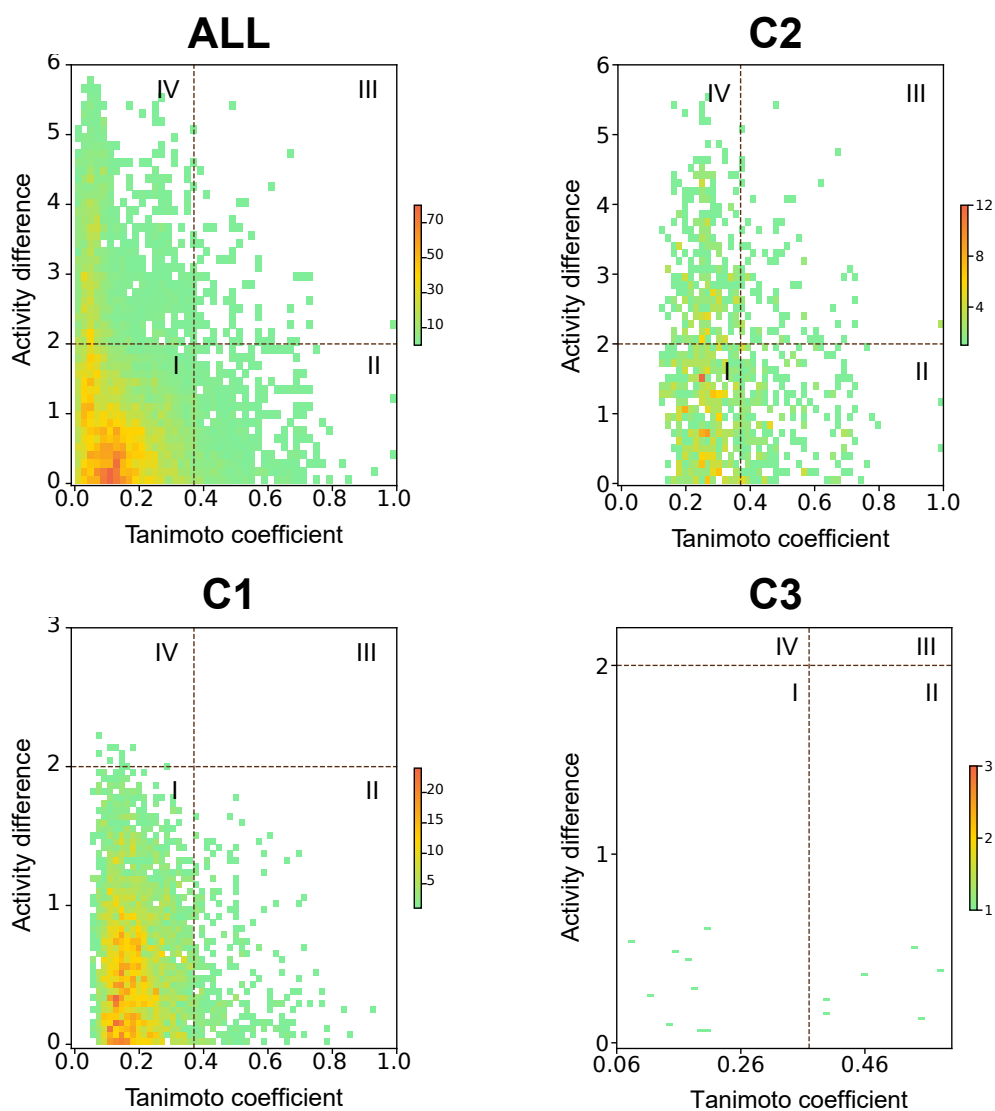 ALL
6
5
4
3
2
1
0
0.0
0.2
0.4
0.6
0.8
1.0
Activity difference
Tanimoto coefficient
IV
III
I
II
70
50
30
10
C2
6
5
4
3
2
1
0
0.0
0.2
0.4
0.6
0.8
1.0
Activity difference
Tanimoto coefficient
IV
III
I
II
12
8
4
C1
3
2
1
0
0.0
0.2
0.4
0.6
0.8
1.0
Activity difference
Tanimoto coefficient
IV
III
I
II
20
15
10
5
C3
2
1
0
0.06
0.26
0.46
Activity difference
Tanimoto coefficient
IV
III
I
II
3
2
1